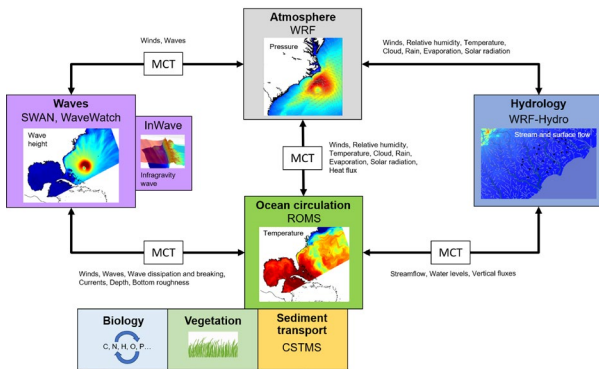 Atmosphere
WRF
Pressure
Winds, Waves
MCT
Winds, Relative humidity, Temperature,
Cloud, Rain, Evaporation, Solar radiation
MCT
Waves
SWAN, WaveWatch
Wave
height
InWave
Infragravity
wave
MCT
Winds, Relative humidity,
Temperature, Cloud, Rain,
Evaporation, Solar radiation,
Heat flux
Hydrology
WRF-Hydro
Stream and surface flow
Ocean circulation
ROMS
Temperature
MCT
Winds, Waves, Wave dissipation and breaking,
Currents, Depth, Bottom roughness
MCT
Streamflow, Water levels, Vertical fluxes
Biology
C, N, H, O, P...
Vegetation
Sediment
transport
CSTMS